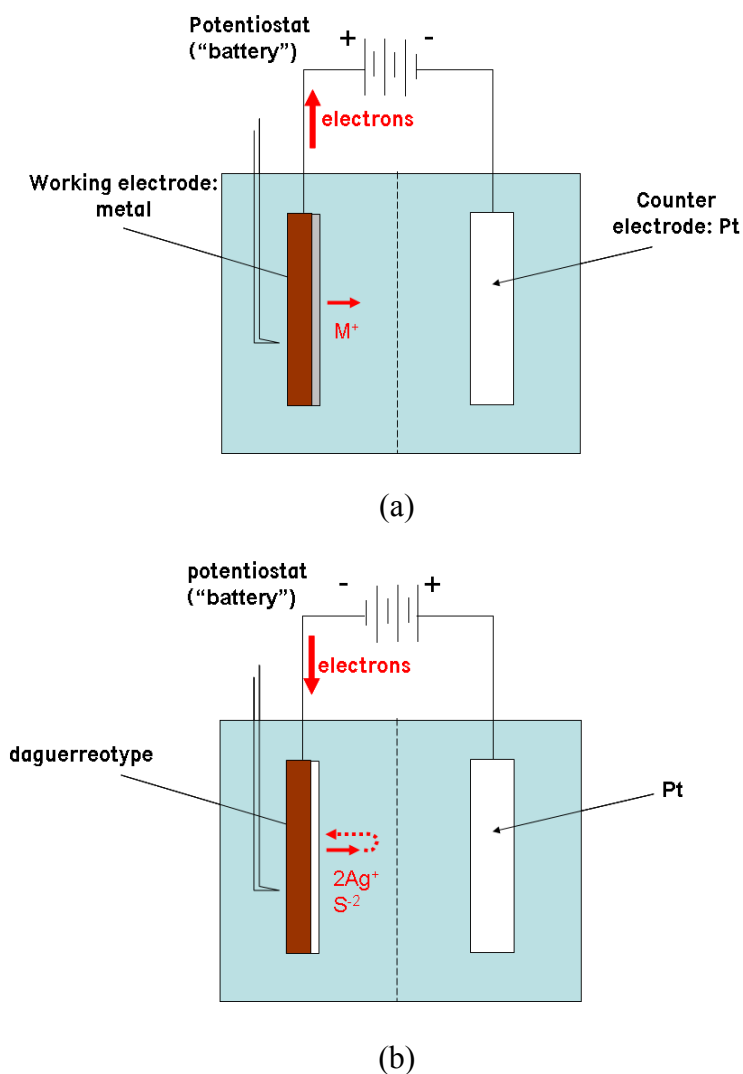 Potentiostat
(“battery”)
+ -
electrons
Working electrode:
metal
Counter
electrode: Pt
M⁺
(a)
potentiostat
(“battery”)
- +
electrons
daguerreotype
Pt
2Ag⁺
S⁻²
(b)